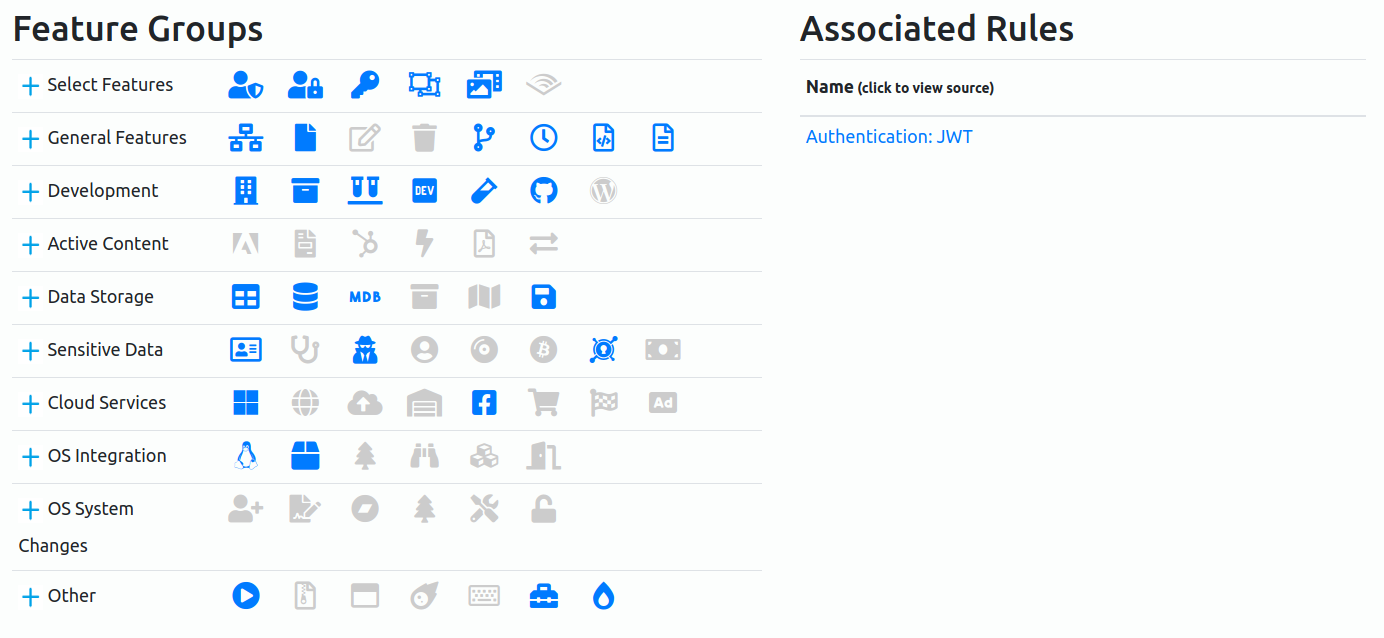 Feature Groups
Select Features
General Features
Development
DEV
Active Content
Data Storage
MDB
Sensitive Data
Cloud Services
Ad
OS Integration
OS System
Changes
Other
Associated Rules
Name (click to view source)
Authentication: JWT